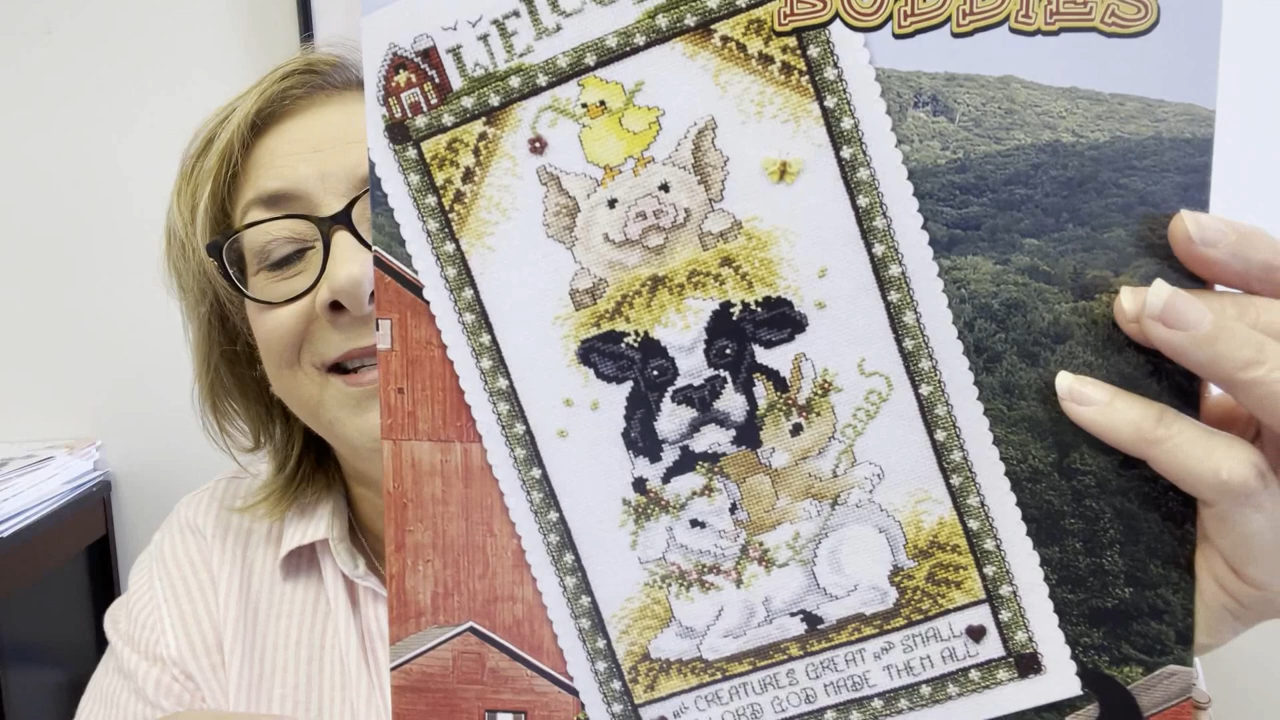 BUDDIES
All CREATURES GREAT AND SMALL
LORD GOD MADE THEM ALL